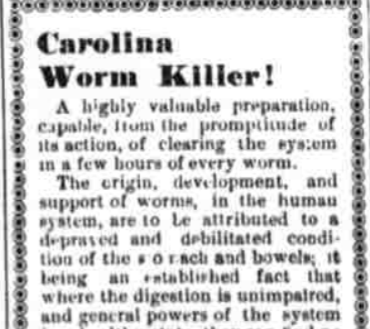 Carolina
Worm Killer!
A highly valuable preparation,
capable, from the promptitude of
its action, of clearing the system
in a few hours of every worm.
The origin, development, and
support of worms, in the human
system, are to be attributed to a
depraved and debilitated condi-
tion of the stomach and bowels; it
being an established fact that
where the digestion is unimpaired,
and general powers of the system